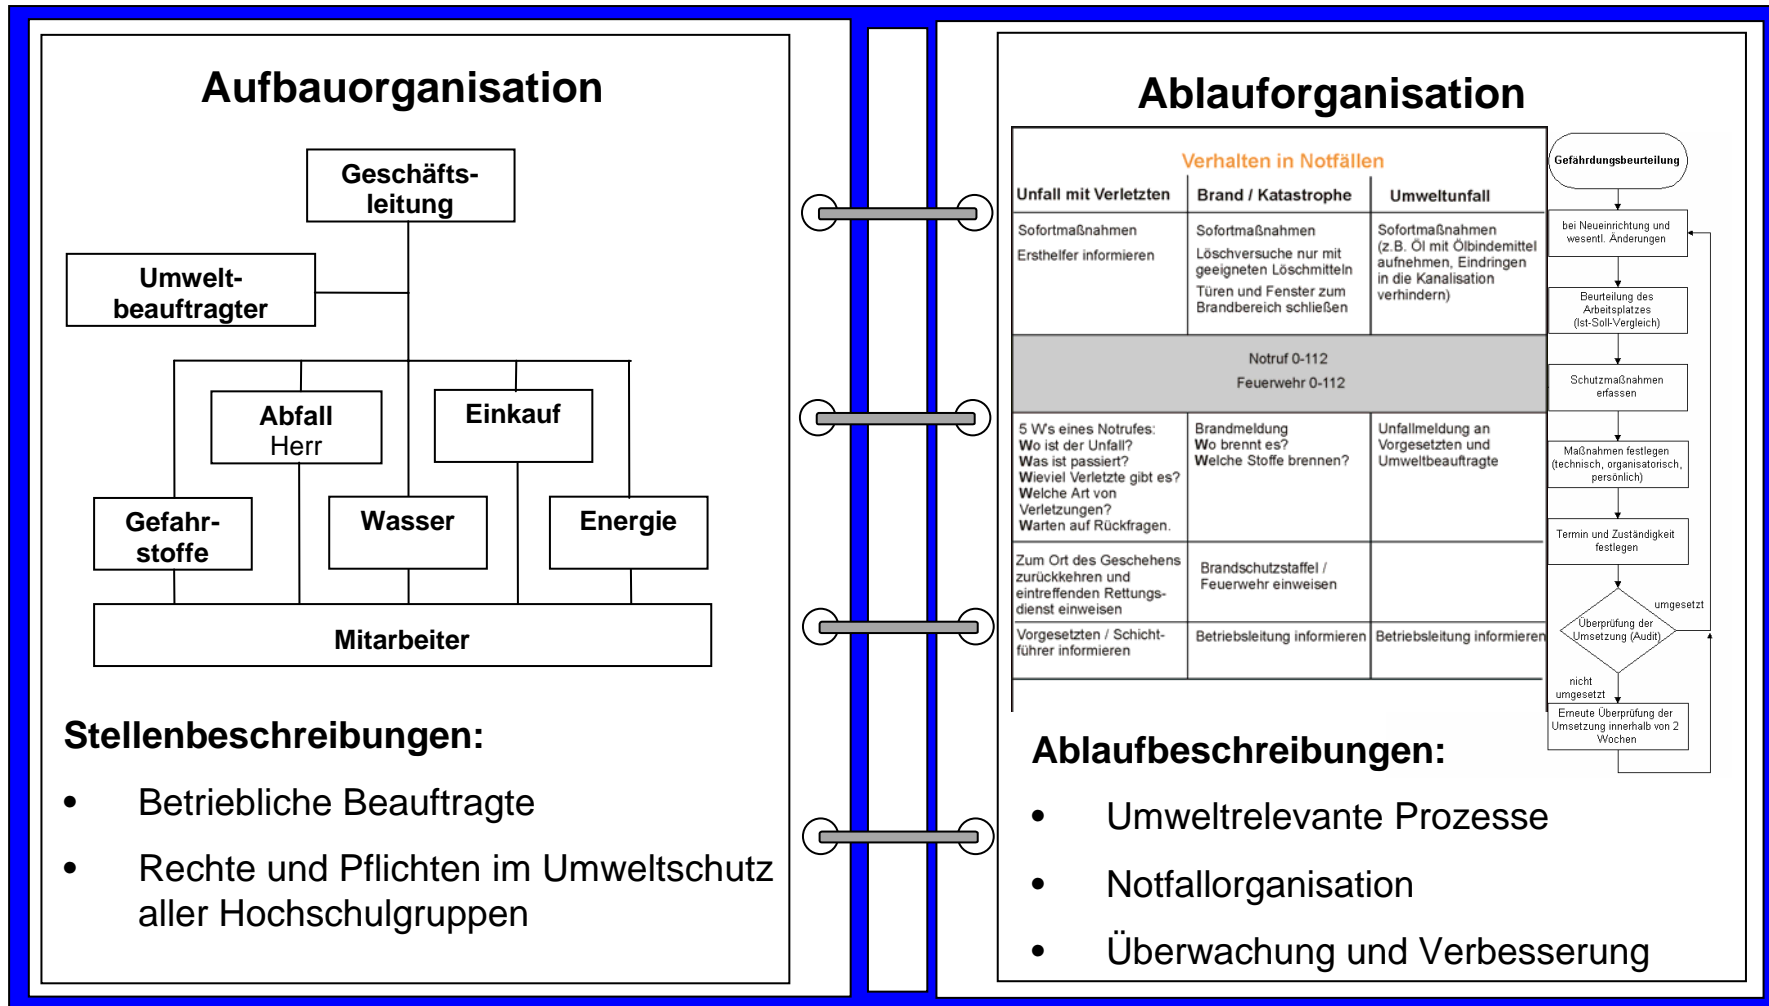 Aufbauorganisation
Geschäfts-
leitung
Umwelt-
beauftragter
Abfall
Herr
Einkauf
Gefahr-
stoffe
Wasser
Energie
Mitarbeiter
Stellenbeschreibungen:
• Betriebliche Beauftragte
• Rechte und Pflichten im Umweltschutz
aller Hochschulgruppen
Ablauforganisation
Verhalten in Notfällen
Unfall mit Verletzten
Brand / Katastrophe
Umweltunfall
Sofortmaßnahmen
Ersthelfer informieren
Sofortmaßnahmen
Löschversuche nur mit
geeigneten Löschmitteln
Türen und Fenster zum
Brandbereich schließen
Sofortmaßnahmen
(z.B. Öl mit Ölbindemittel
aufnehmen, Eindringen
in die Kanalisation
verhindern)
Notruf 0-112
Feuerwehr 0-112
5 W's eines Notrufes:
Wo ist der Unfall?
Was ist passiert?
Wieviel Verletzte gibt es?
Welche Art von
Verletzungen?
Warten auf Rückfragen.
Brandmeldung
Wo brennt es?
Welche Stoffe brennen?
Unfallmeldung an
Vorgesetzten und
Umweltbeauftragte
Zum Ort des Geschehens
zurückkehren und
eintreffenden Rettungs-
dienst einweisen
Brandschutzstaffel /
Feuerwehr einweisen
Vorgesetzten / Schicht-
führer informieren
Betriebsleitung informieren
Betriebsleitung informieren
Gefährdungsbeurteilung
bei Neueinrichtung und
wesentl. Änderungen
Beurteilung des
Arbeitsplatzes
(Ist-Soll-Vergleich)
Schutzmaßnahmen
erfassen
Maßnahmen festlegen
(technisch, organisatorisch,
persönlich)
Termin und Zuständigkeit
festlegen
umgesetzt
Überprüfung der
Umsetzung (Audit)
nicht
umgesetzt
Erneute Überprüfung der
Umsetzung innerhalb von 2
Wochen
Ablaufbeschreibungen:
• Umweltrelevante Prozesse
• Notfallorganisation
• Überwachung und Verbesserung